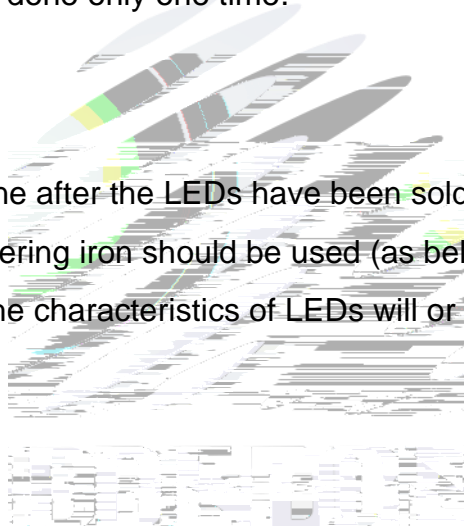 done only one time.
ne after the LEDs have been sold
ering iron should be used (as bel
ne characteristics of LEDs will or